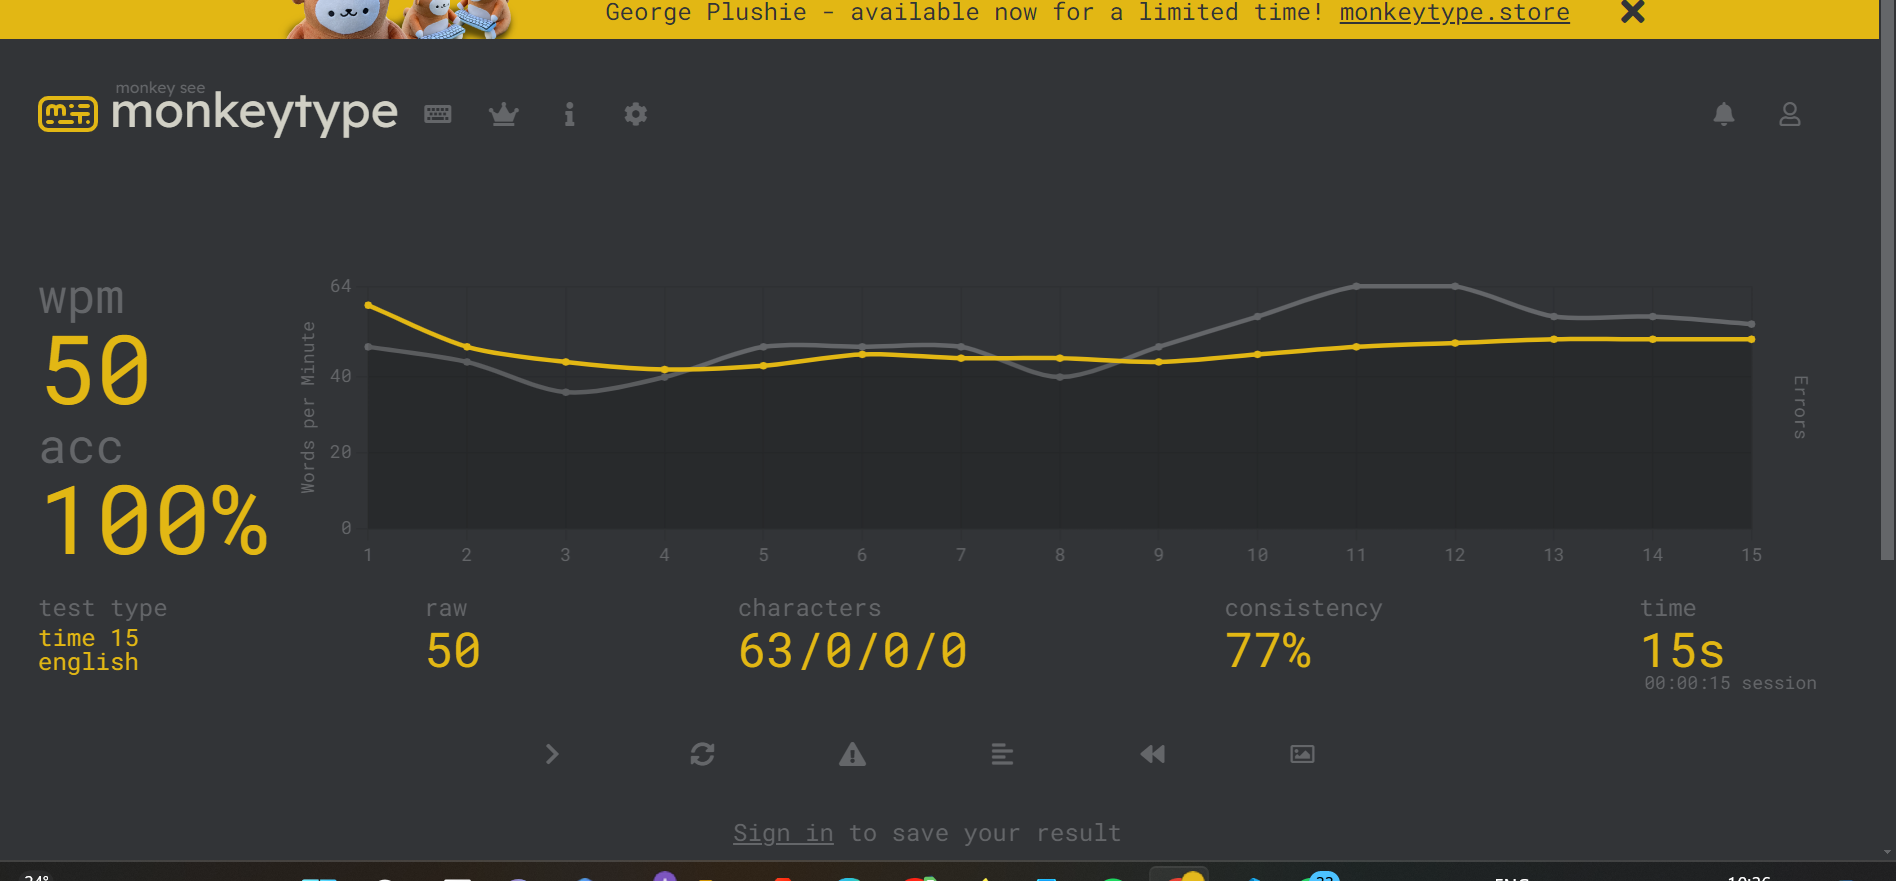 George Plushie - available now for a limited time! monkeytype.store
monkey see
monkeytype
wpm
50
acc
100%
Words per Minute
64
40
20
0
1 2 3 4 5 6 7 8 9 10 11 12 13 14 15
Errors
test type
time 15
english
raw
50
characters
63/0/0/0
consistency
77%
time
15s
00:00:15 session
Sign in to save your result